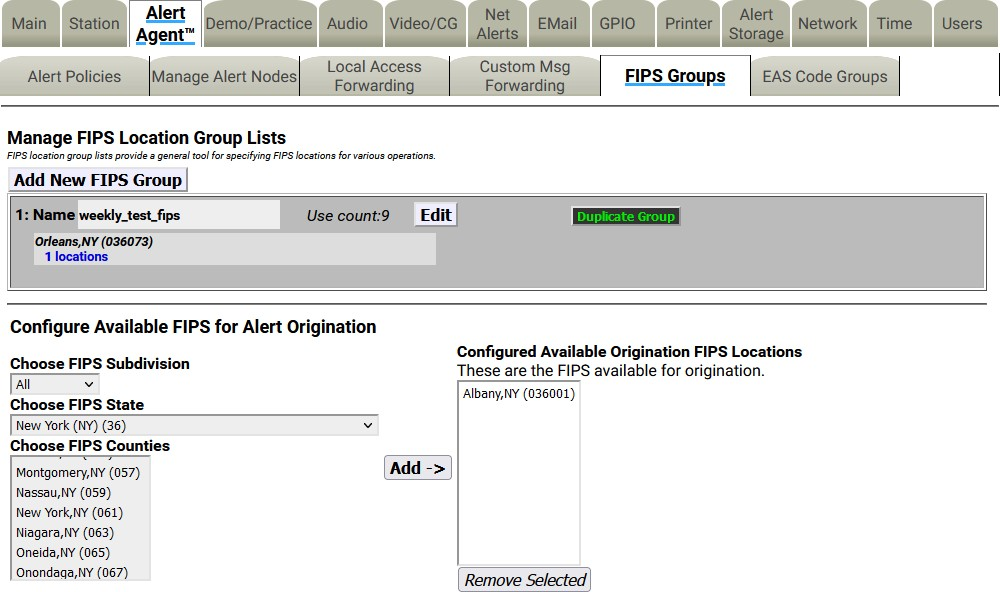 Main
Station
Alert Agent™
Demo/Practice
Audio
Video/CG
Net Alerts
EMail
GPIO
Printer
Alert Storage
Network
Time
Users
Alert Policies
Manage Alert Nodes
Local Access Forwarding
Custom Msg Forwarding
FIPS Groups
EAS Code Groups
Manage FIPS Location Group Lists
FIPS location group lists provide a general tool for specifying FIPS locations for various operations.
Add New FIPS Group
1: Name weekly_test_fips Use count:9 Edit Duplicate Group
Orleans,NY (036073)
1 locations
Configure Available FIPS for Alert Origination
Choose FIPS Subdivision
All
Choose FIPS State
New York (NY) (36)
Choose FIPS Counties
Montgomery,NY (057)
Nassau,NY (059)
New York,NY (061)
Niagara,NY (063)
Oneida,NY (065)
Onondaga,NY (067)
Add ->
Configured Available Origination FIPS Locations
These are the FIPS available for origination.
Albany,NY (036001)
Remove Selected